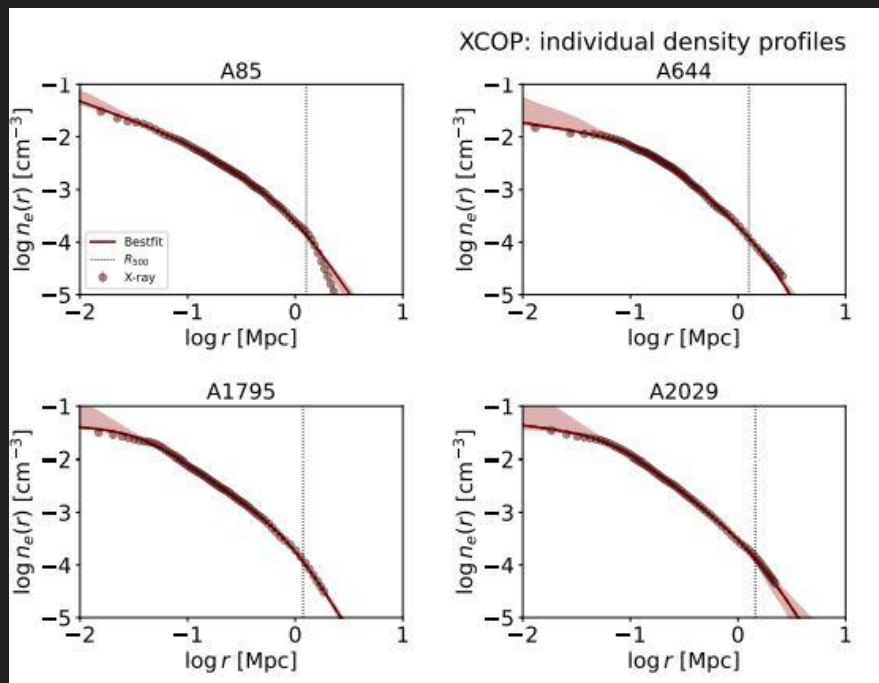 XCOP: individual density profiles
A85
−1
−2
−3
−4
−5
log n_e(r) [cm⁻³]
Bestfit
R₅₀₀
X-ray
−2
−1
0
1
log r [Mpc]
A644
−1
−2
−3
−4
−5
log n_e(r) [cm⁻³]
−2
−1
0
1
log r [Mpc]
A1795
−1
−2
−3
−4
−5
log n_e(r) [cm⁻³]
−2
−1
0
1
log r [Mpc]
A2029
−1
−2
−3
−4
−5
log n_e(r) [cm⁻³]
−2
−1
0
1
log r [Mpc]